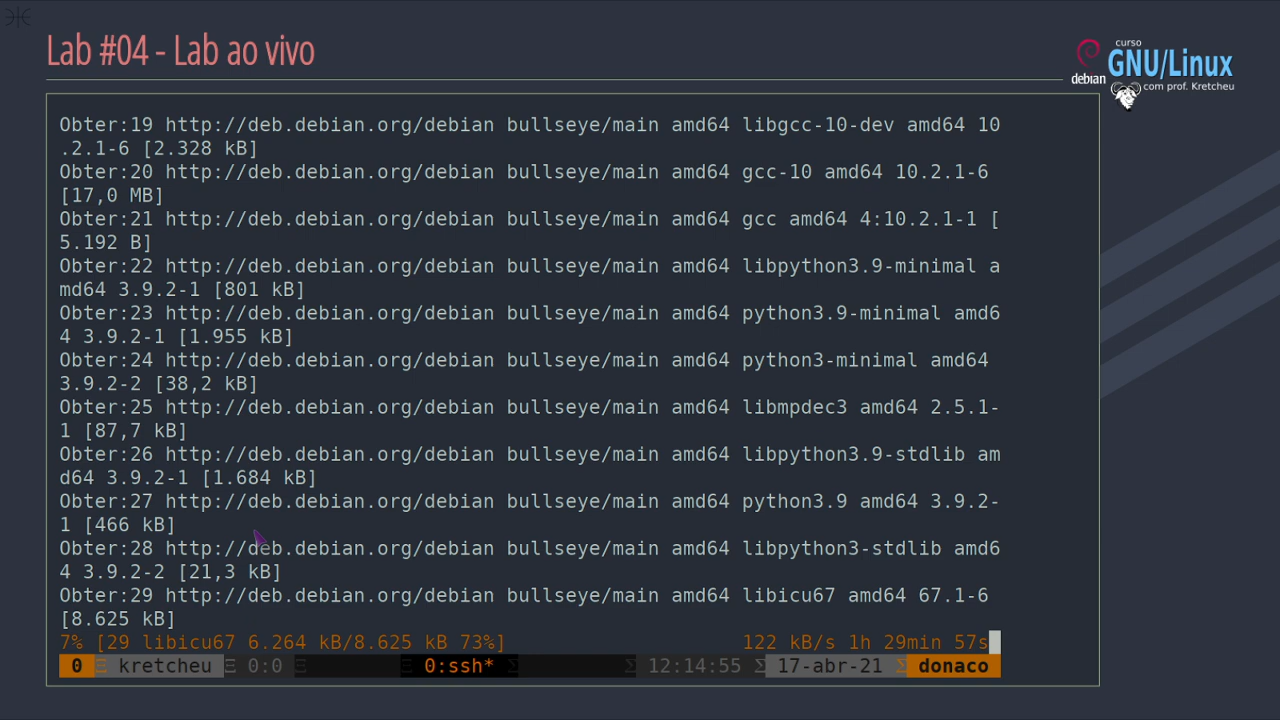 Lab #04 - Lab ao vivo
curso
GNU/Linux
debian
com prof. Kretcheu
Obter:19 http://deb.debian.org/debian bullseye/main amd64 libgcc-10-dev amd64 10
.2.1-6 [2.328 kB]
Obter:20 http://deb.debian.org/debian bullseye/main amd64 gcc-10 amd64 10.2.1-6
[17,0 MB]
Obter:21 http://deb.debian.org/debian bullseye/main amd64 gcc amd64 4:10.2.1-1 [
5.192 B]
Obter:22 http://deb.debian.org/debian bullseye/main amd64 libpython3.9-minimal a
md64 3.9.2-1 [801 kB]
Obter:23 http://deb.debian.org/debian bullseye/main amd64 python3.9-minimal amd6
4 3.9.2-1 [1.955 kB]
Obter:24 http://deb.debian.org/debian bullseye/main amd64 python3-minimal amd64
3.9.2-2 [38,2 kB]
Obter:25 http://deb.debian.org/debian bullseye/main amd64 libmpdec3 amd64 2.5.1-
1 [87,7 kB]
Obter:26 http://deb.debian.org/debian bullseye/main amd64 libpython3.9-stdlib am
d64 3.9.2-1 [1.684 kB]
Obter:27 http://deb.debian.org/debian bullseye/main amd64 python3.9 amd64 3.9.2-
1 [466 kB]
Obter:28 http://deb.debian.org/debian bullseye/main amd64 libpython3-stdlib amd6
4 3.9.2-2 [21,3 kB]
Obter:29 http://deb.debian.org/debian bullseye/main amd64 libicu67 amd64 67.1-6
[8.625 kB]
7% [29 libicu67 6.264 kB/8.625 kB 73%] 122 kB/s 1h 29min 57s
0 Ξ kretcheu Ξ 0:0 Ξ 0:ssh* Σ Σ 12:14:55 Σ 17-abr-21 Σ donaco